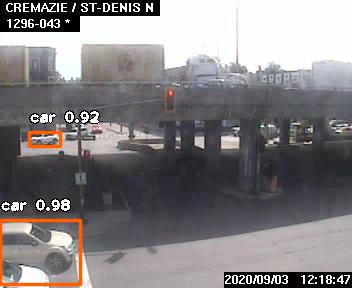 CREMAZIE / ST-DENIS N
1296-043 *
car 0.92
car 0.98
2020/09/03 12:18:47